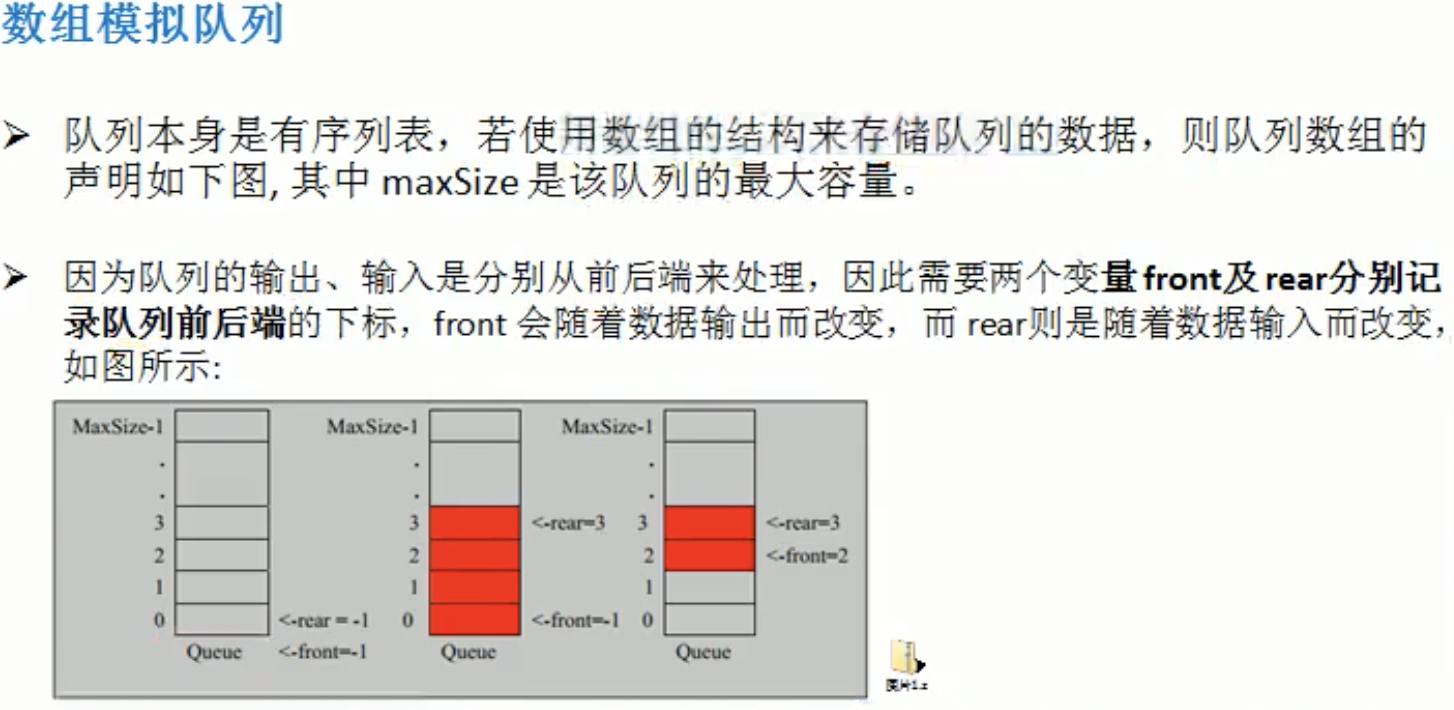 数组模拟队列
➢ 队列本身是有序列表，若使用数组的结构来存储队列的数据，则队列数组的
声明如下图, 其中 maxSize 是该队列的最大容量。
➢ 因为队列的输出、输入是分别从前后端来处理，因此需要两个变量front及 rear分别记
录队列前后端的下标，front 会随着数据输出而改变，而 rear则是随着数据输入而改变，
如图所示:
MaxSize-1 MaxSize-1 MaxSize-1
. . .
. . .
3 3 <-rear=3 3 <-rear=3
2 2 2 <-front=2
1 1 1
0 <-rear = -1 0 <-front=-1 0
Queue <-front=-1 Queue Queue
图片1.z